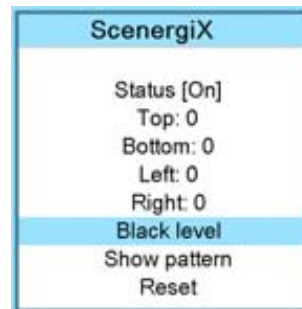 ScenergiX
Status [On]
Top: 0
Bottom: 0
Left: 0
Right: 0
Black level
Show pattern
Reset